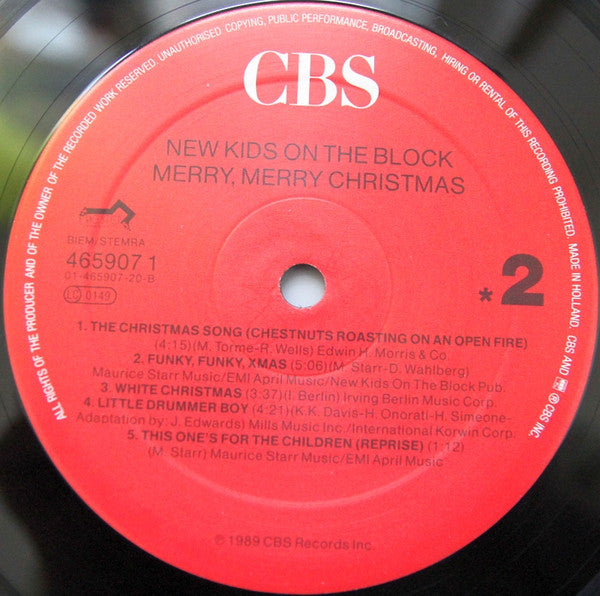 ALL RIGHTS OF THE PRODUCER AND OF THE OWNER OF THE RECORDED WORK RESERVED. UNAUTHORISED COPYING, PUBLIC PERFORMANCE, BROADCASTING, HIRING OR RENTAL OF THIS RECORDING PROHIBITED. MADE IN HOLLAND. CBS AND ® © CBS INC.
CBS
NEW KIDS ON THE BLOCK
MERRY, MERRY CHRISTMAS
BIEM/STEMRA
465907 1
01-465907-20-B
LC 0149
*2
1. THE CHRISTMAS SONG (CHESTNUTS ROASTING ON AN OPEN FIRE)
(4:15)(M. Torme-R. Wells) Edwin H. Morris & Co.
2. FUNKY, FUNKY, XMAS (5:06)(M. Starr-D. Wahlberg)
Maurice Starr Music/EMI April Music/New Kids On The Block Pub.
3. WHITE CHRISTMAS (3:37)(I. Berlin) Irving Berlin Music Corp.
4. LITTLE DRUMMER BOY (4:21)(K.K. Davis-H. Onorati-H. Simeone-
Adaptation by: J. Edwards) Mills Music Inc./International Korwin Corp.
5. THIS ONE'S FOR THE CHILDREN (REPRISE) (1:12)
(M. Starr) Maurice Starr Music/EMI April Music
℗ 1989 CBS Records Inc.